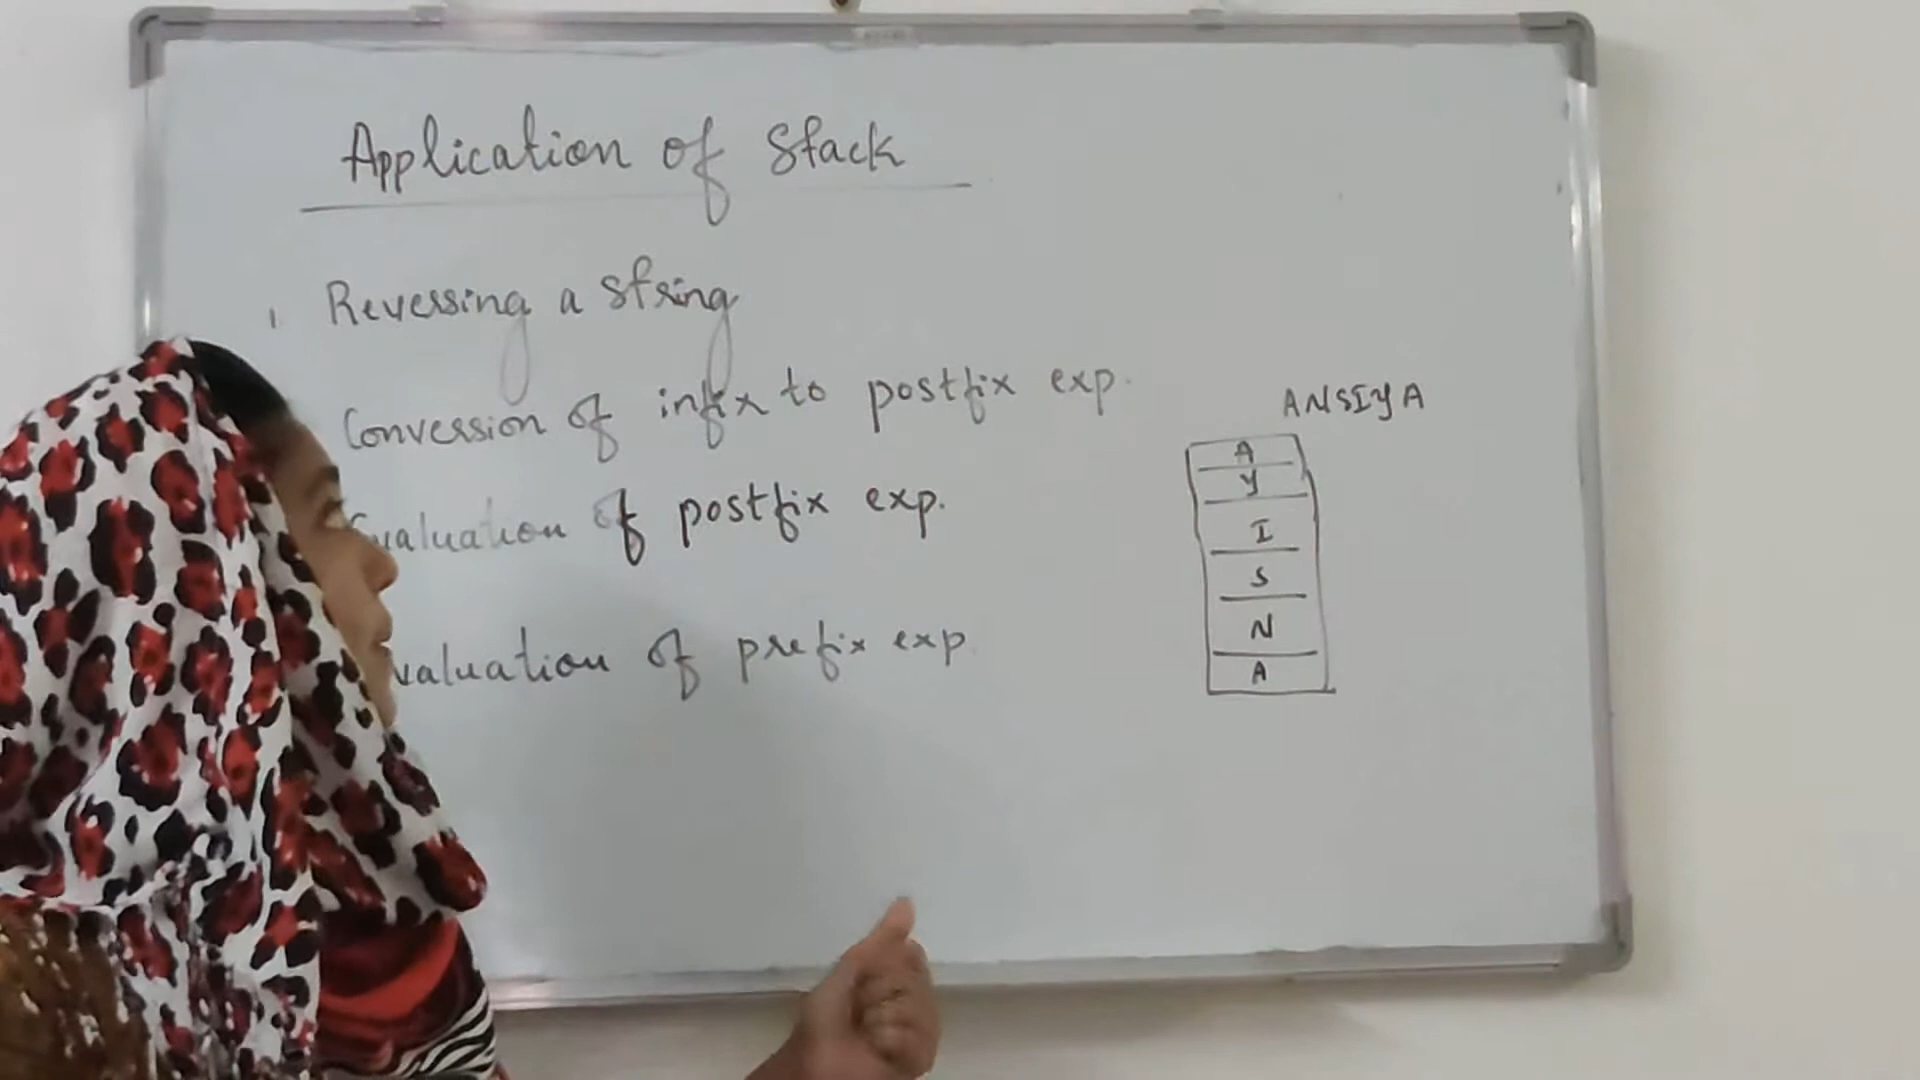 Application of Stack
1. Reversing a string
Conversion of infix to postfix exp.
Evaluation of postfix exp.
valuation of prefix exp.
ANSIYA
A
Y
I
S
N
A